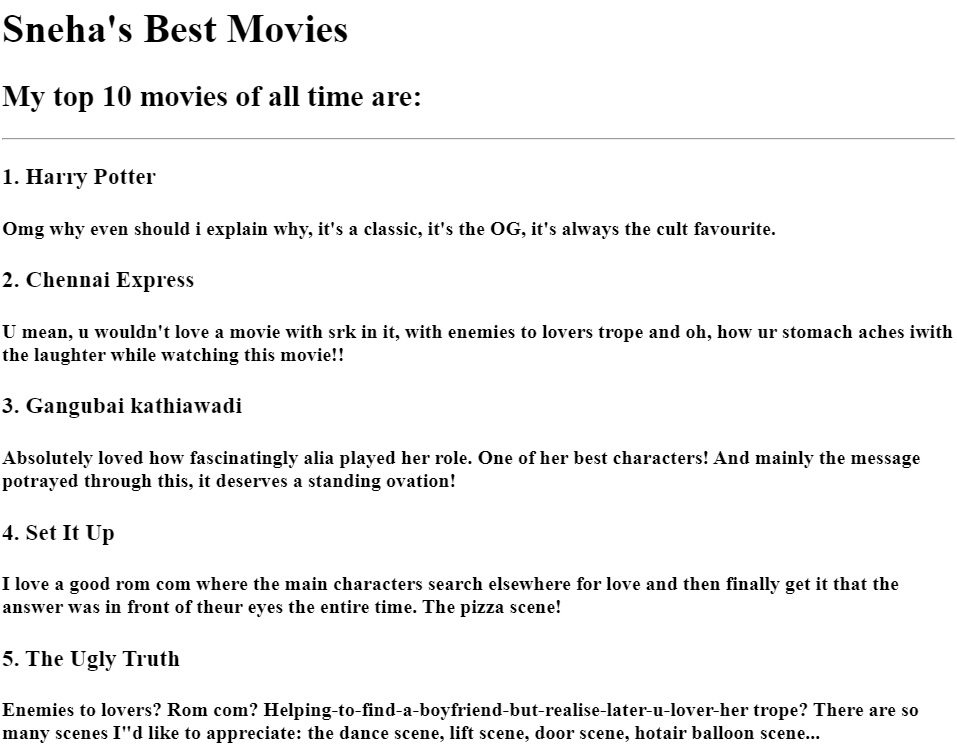 Sneha's Best Movies
My top 10 movies of all time are:
1. Harry Potter
Omg why even should i explain why, it's a classic, it's the OG, it's always the cult favourite.
2. Chennai Express
U mean, u wouldn't love a movie with srk in it, with enemies to lovers trope and oh, how ur stomach aches iwith
the laughter while watching this movie!!
3. Gangubai kathiawadi
Absolutely loved how fascinatingly alia played her role. One of her best characters! And mainly the message
potrayed through this, it deserves a standing ovation!
4. Set It Up
I love a good rom com where the main characters search elsewhere for love and then finally get it that the
answer was in front of theur eyes the entire time. The pizza scene!
5. The Ugly Truth
Enemies to lovers? Rom com? Helping-to-find-a-boyfriend-but-realise-later-u-lover-her trope? There are so
many scenes I"d like to appreciate: the dance scene, lift scene, door scene, hotair balloon scene...